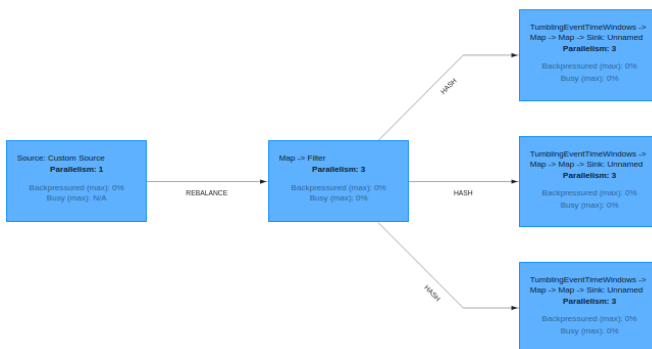 TumblingEventTimeWindows ->
Map -> Map -> Sink: Unnamed
Parallelism: 3
Backpressured (max): 0%
Busy (max): 0%
HASH
Source: Custom Source
Parallelism: 1
Backpressured (max): 0%
Busy (max): N/A
REBALANCE
Map -> Filter
Parallelism: 3
Backpressured (max): 0%
Busy (max): 0%
HASH
TumblingEventTimeWindows ->
Map -> Map -> Sink: Unnamed
Parallelism: 3
Backpressured (max): 0%
Busy (max): 0%
HASH
TumblingEventTimeWindows ->
Map -> Map -> Sink: Unnamed
Parallelism: 3
Backpressured (max): 0%
Busy (max): 0%